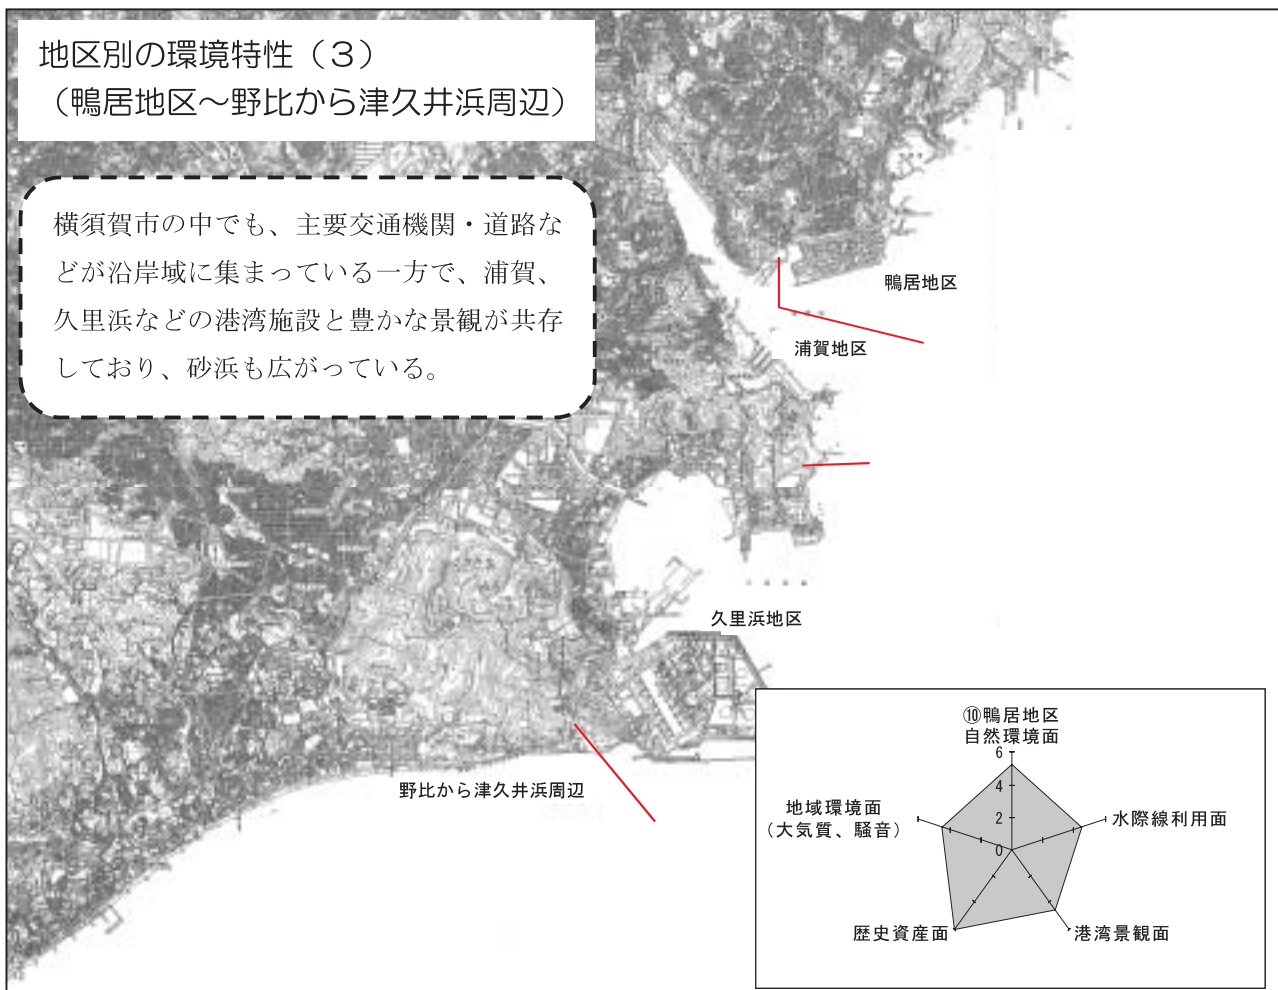 地区別の環境特性（３）
（鴨居地区～野比から津久井浜周辺）
横須賀市の中でも、主要交通機関・道路な
どが沿岸域に集まっている一方で、浦賀、
久里浜などの港湾施設と豊かな景観が共存
しており、砂浜も広がっている。
鴨居地区
浦賀地区
久里浜地区
野比から津久井浜周辺
⑩鴨居地区
自然環境面
6
4
2
0
地域環境面
（大気質、騒音）
水際線利用面
歴史資産面
港湾景観面